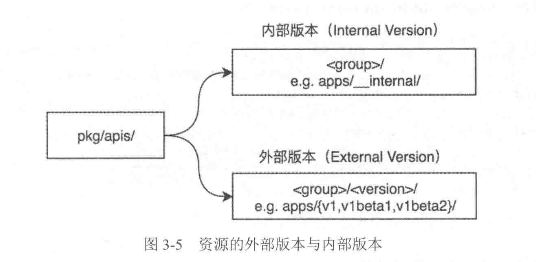 内部版本（Internal Version）
<group>/
e.g. apps/__internal/
pkg/apis/
外部版本（External Version）
<group>/<version>/
e.g. apps/{v1,v1beta1,v1beta2}/
图 3-5 资源的外部版本与内部版本